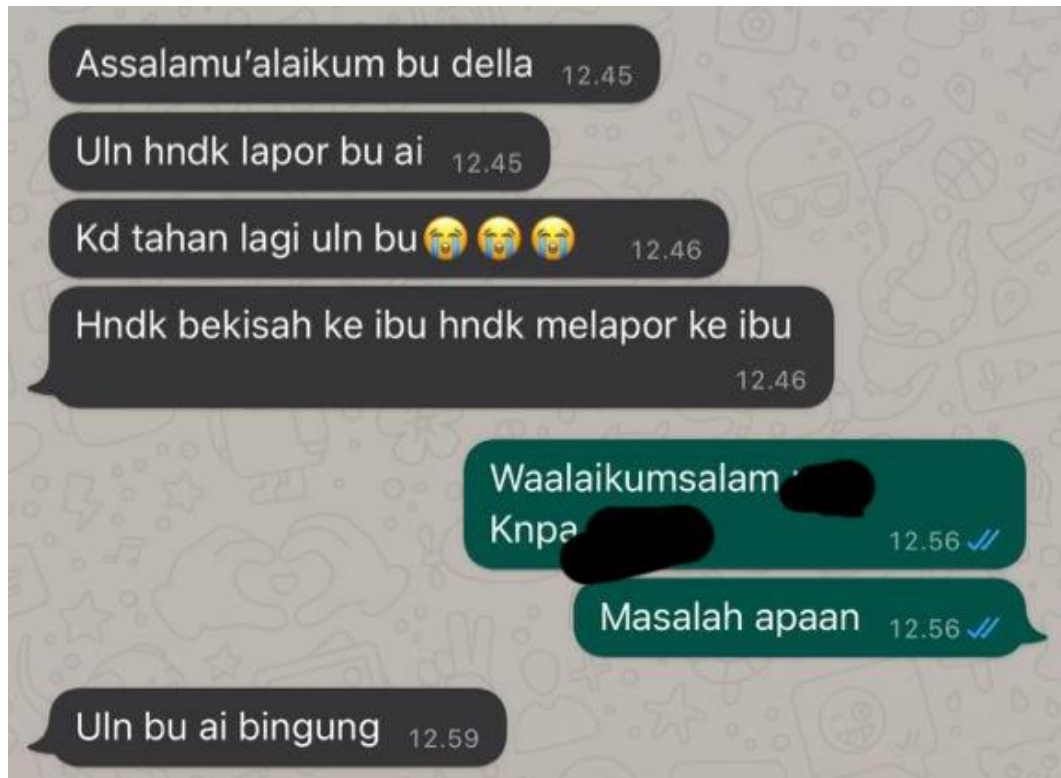 Assalamu'alaikum bu della 12.45
Uln hndk lapor bu ai 12.45
Kd tahan lagi uln bu😭😭😭 12.46
Hndk bekisah ke ibu hndk melapor ke ibu
12.46
Waalaikumsalam
Knpa 12.56
Masalah apaan 12.56
Uln bu ai bingung 12.59